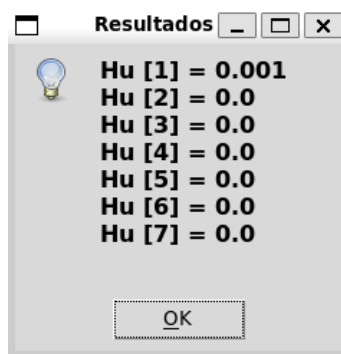 Resultados
Hu [1] = 0.001
Hu [2] = 0.0
Hu [3] = 0.0
Hu [4] = 0.0
Hu [5] = 0.0
Hu [6] = 0.0
Hu [7] = 0.0
OK